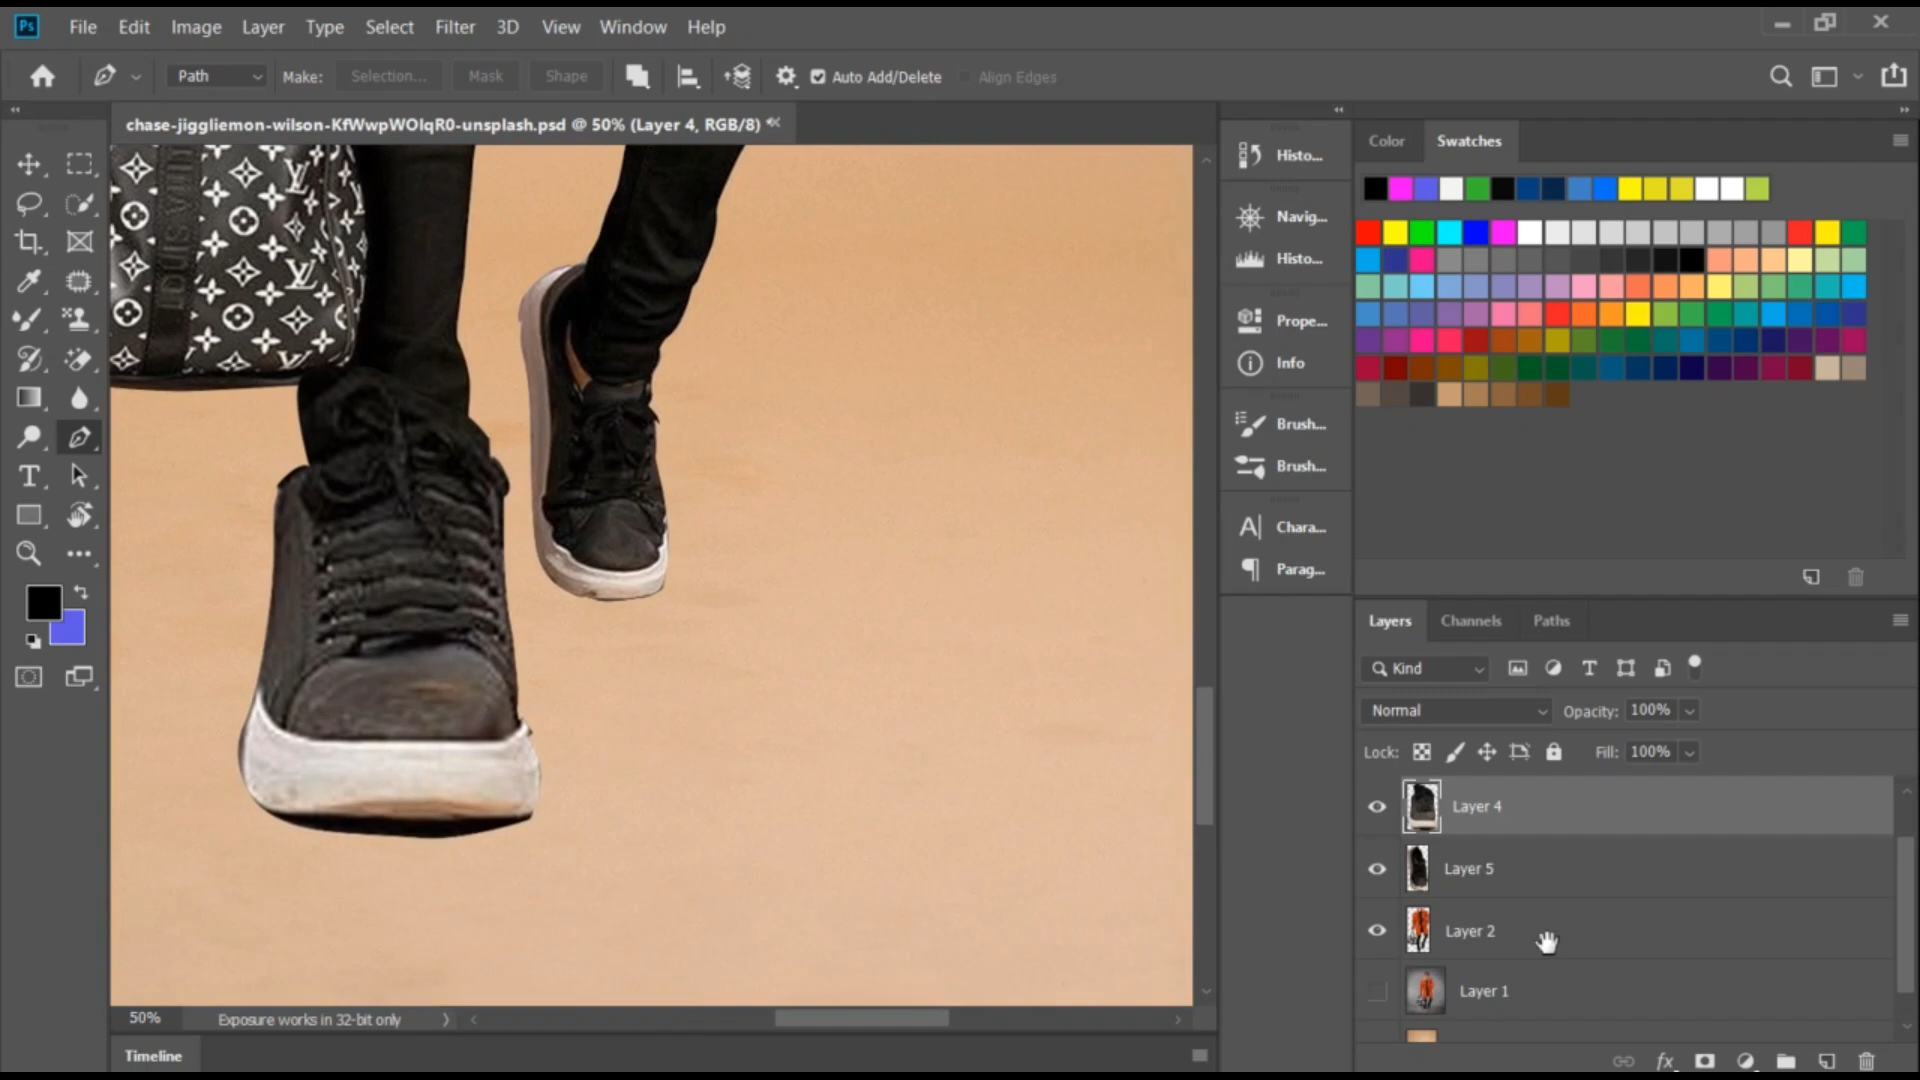 Ps File Edit Image Layer Type Select Filter 3D View Window Help
Path Make: Selection... Mask Shape Auto Add/Delete Align Edges
chase-jiggliemon-wilson-KfWwpWOIqR0-unsplash.psd @ 50% (Layer 4, RGB/8)
Histo...
Navig...
Histo...
Prope...
Info
Brush...
Brush...
Chara...
Parag...
Color Swatches
Layers Channels Paths
Kind
Normal Opacity: 100%
Lock: Fill: 100%
Layer 4
Layer 5
Layer 2
Layer 1
fx
50% Exposure works in 32-bit only
Timeline